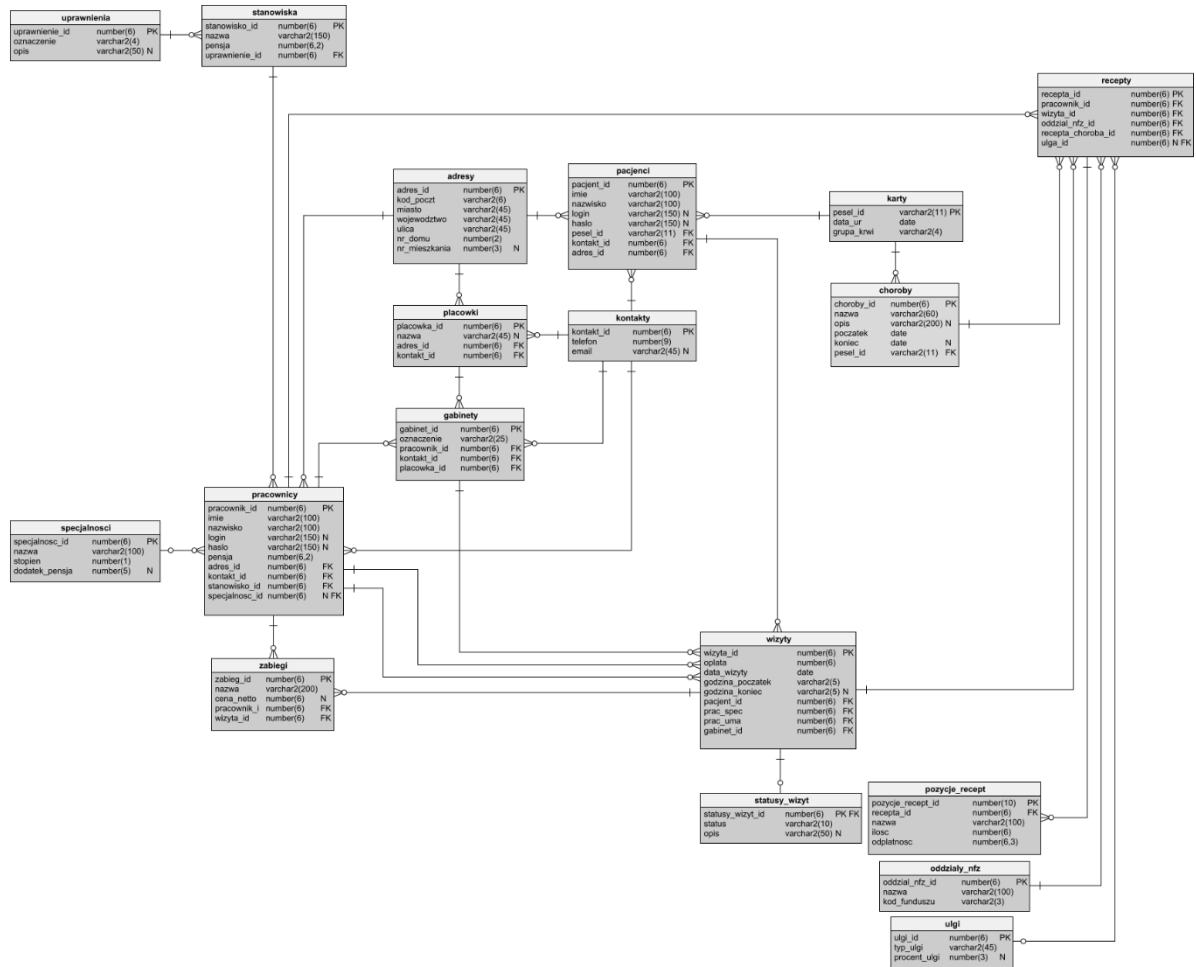 uprawnienia
uprawnienie_id number(6) PK
oznaczenie varchar2(4)
opis varchar2(50) N
stanowiska
stanowisko_id number(6) PK
nazwa varchar2(150)
pensja number(6,2)
uprawnienie_id number(6) FK
recepty
recepta_id number(6) PK
pracownik_id number(6) FK
wizyta_id number(6) FK
oddzial_nfz_id number(6) FK
recepta_choroba_id number(6) FK
ulga_id number(6) N FK
adresy
adres_id number(6) PK
kod_poczt varchar2(6)
miasto varchar2(45)
wojewodztwo varchar2(45)
ulica varchar2(45)
nr_domu number(2)
nr_mieszkania number(3) N
pacjenci
pacjent_id number(6) PK
imie varchar2(100)
nazwisko varchar2(100)
login varchar2(150) N
haslo varchar2(150) N
pesel_id varchar2(11) FK
kontakt_id number(6) FK
adres_id number(6) FK
karty
pesel_id varchar2(11) PK
data_ur date
grupa_krwi varchar2(4)
choroby
choroby_id number(6) PK
nazwa varchar2(60)
opis varchar2(200) N
poczatek date
koniec date N
pesel_id varchar2(11) FK
placowki
placowka_id number(6) PK
nazwa varchar2(45) N
adres_id number(6) FK
kontakt_id number(6) FK
kontakty
kontakt_id number(6) PK
telefon number(9)
email varchar2(45) N
gabinety
gabinet_id number(6) PK
oznaczenie varchar2(25)
pracownik_id number(6) FK
kontakt_id number(6) FK
placowka_id number(6) FK
pracownicy
pracownik_id number(6) PK
imie varchar2(100)
nazwisko varchar2(100)
login varchar2(150) N
haslo varchar2(150) N
pensja number(6,2)
adres_id number(6) FK
kontakt_id number(6) FK
stanowisko_id number(6) FK
specjalnosc_id number(6) N FK
specjalnosci
specjalnosc_id number(6) PK
nazwa varchar2(100)
stopien number(1)
dodatek_pensja number(5) N
zabiegi
zabieg_id number(6) PK
nazwa varchar2(200)
cena_netto number(6) N
pracownik_i number(6) FK
wizyta_id number(6) FK
wizyty
wizyta_id number(6) PK
oplata number(6)
data_wizyty date
godzina_poczatek varchar2(5)
godzina_koniec varchar2(5) N
pacjent_id number(6) FK
prac_spec number(6) FK
prac_uma number(6) FK
gabinet_id number(6) FK
statusy_wizyt
statusy_wizyt_id number(6) PK FK
status varchar2(10)
opis varchar2(50) N
pozycje_recept
pozycje_recept_id number(10) PK
recepta_id number(6) FK
nazwa varchar2(100)
ilosc number(6)
odplatnosc number(6,3)
oddzialy_nfz
oddzial_nfz_id number(6) PK
nazwa varchar2(100)
kod_funduszu varchar2(3)
ulgi
ulgi_id number(6) PK
typ_ulgi varchar2(45)
procent_ulgi number(3) N